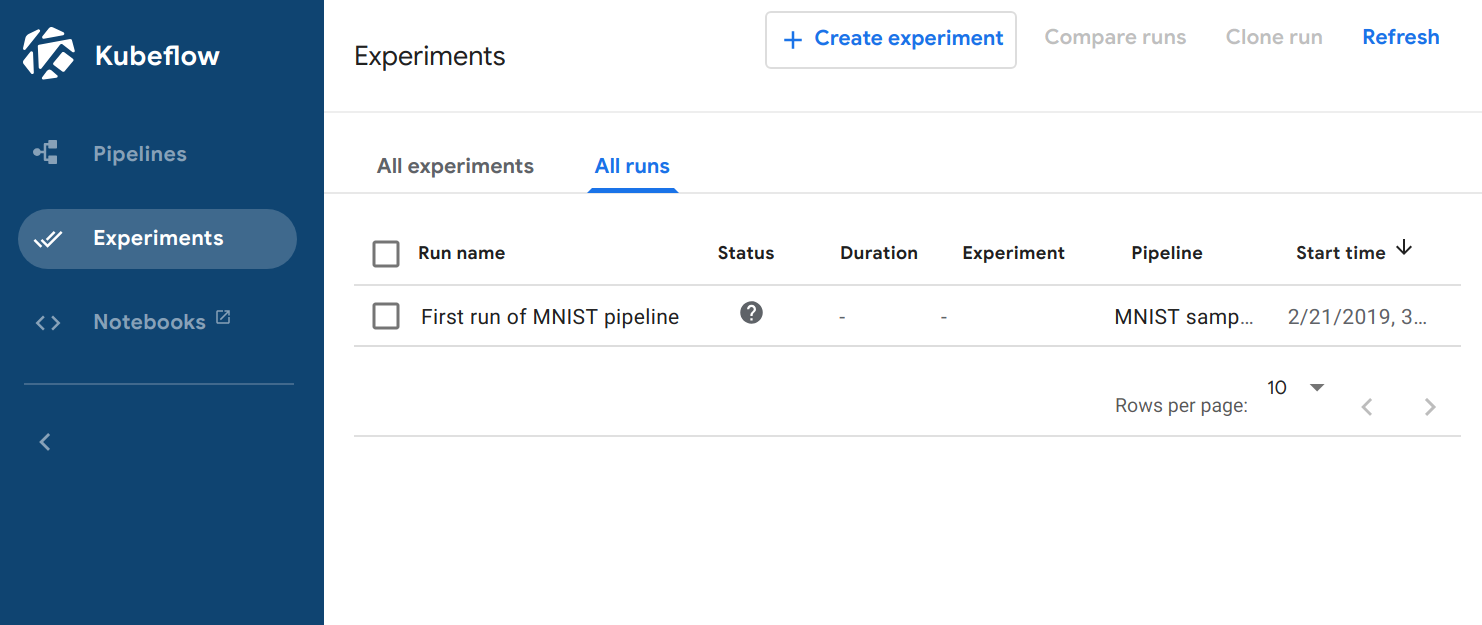 Kubeflow
Pipelines
Experiments
Notebooks
Experiments
+ Create experiment Compare runs Clone run Refresh
All experiments All runs
Run name Status Duration Experiment Pipeline Start time
First run of MNIST pipeline ? - - MNIST samp... 2/21/2019, 3...
Rows per page: 10